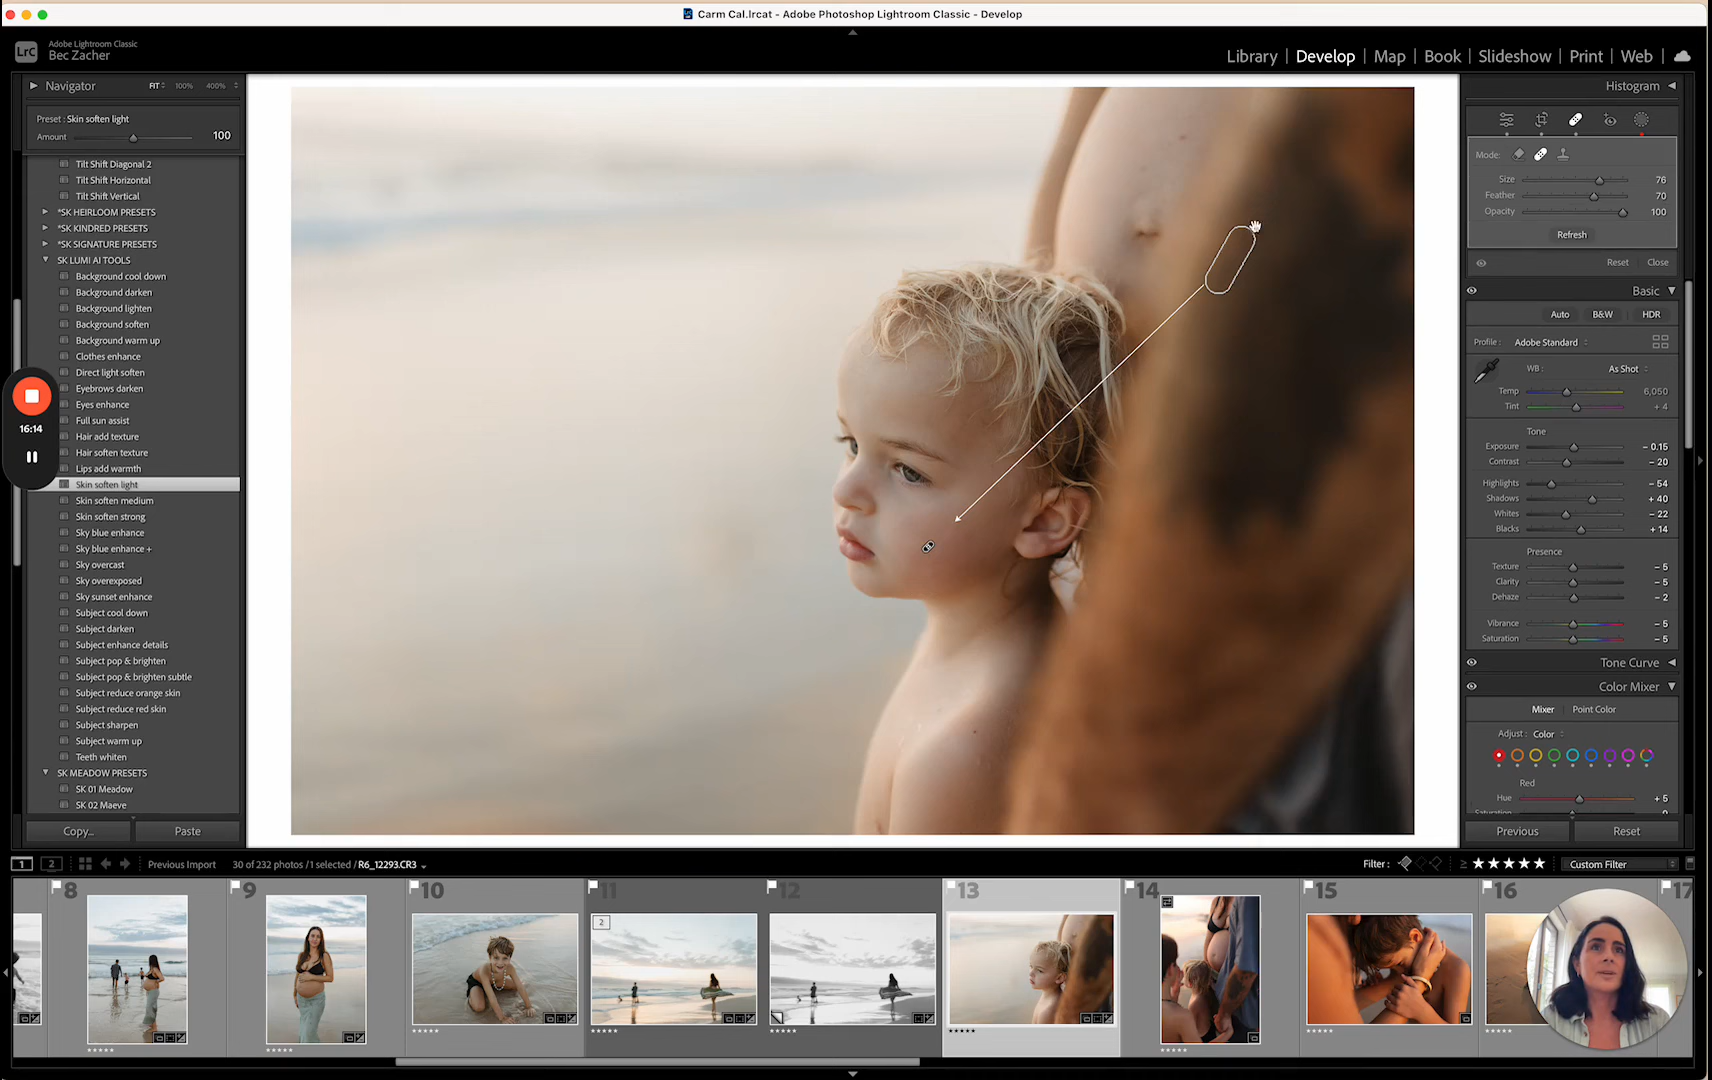 Carm Cal.lrcat - Adobe Photoshop Lightroom Classic - Develop
LrC
Adobe Lightroom Classic
Bec Zacher
Library | Develop | Map | Book | Slideshow | Print | Web
Navigator FIT 100% 400%
Preset : Skin soften light
Amount 100
Tilt Shift Diagonal 2
Tilt Shift Horizontal
Tilt Shift Vertical
*SK HEIRLOOM PRESETS
*SK KINDRED PRESETS
*SK SIGNATURE PRESETS
SK LUMI AI TOOLS
Background cool down
Background darken
Background lighten
Background soften
Background warm up
Clothes enhance
Direct light soften
Eyebrows darken
Eyes enhance
Full sun assist
Hair add texture
Hair soften texture
Lips add warmth
Skin soften light
Skin soften medium
Skin soften strong
Sky blue enhance
Sky blue enhance +
Sky overcast
Sky overexposed
Sky sunset enhance
Subject cool down
Subject darken
Subject enhance details
Subject pop & brighten
Subject pop & brighten subtle
Subject reduce orange skin
Subject reduce red skin
Subject sharpen
Subject warm up
Teeth whiten
SK MEADOW PRESETS
SK 01 Meadow
SK 02 Maeve
16:14
Copy... Paste
Histogram
Mode:
Size 76
Feather 70
Opacity 100
Refresh
Reset Close
Basic
Auto B&W HDR
Profile : Adobe Standard
WB : As Shot
Temp 6,050
Tint + 4
Tone
Exposure – 0.15
Contrast – 20
Highlights – 54
Shadows + 40
Whites – 22
Blacks + 14
Presence
Texture – 5
Clarity – 5
Dehaze – 2
Vibrance – 5
Saturation – 5
Tone Curve
Color Mixer
Mixer Point Color
Adjust : Color
Red
Hue + 5
Saturation 0
Previous Reset
1 2 Previous Import 30 of 232 photos / 1 selected / R6_12293.CR3
Filter : ≥ ★★★★★ Custom Filter
8 9 10 11 12 13 14 15 16 17
2